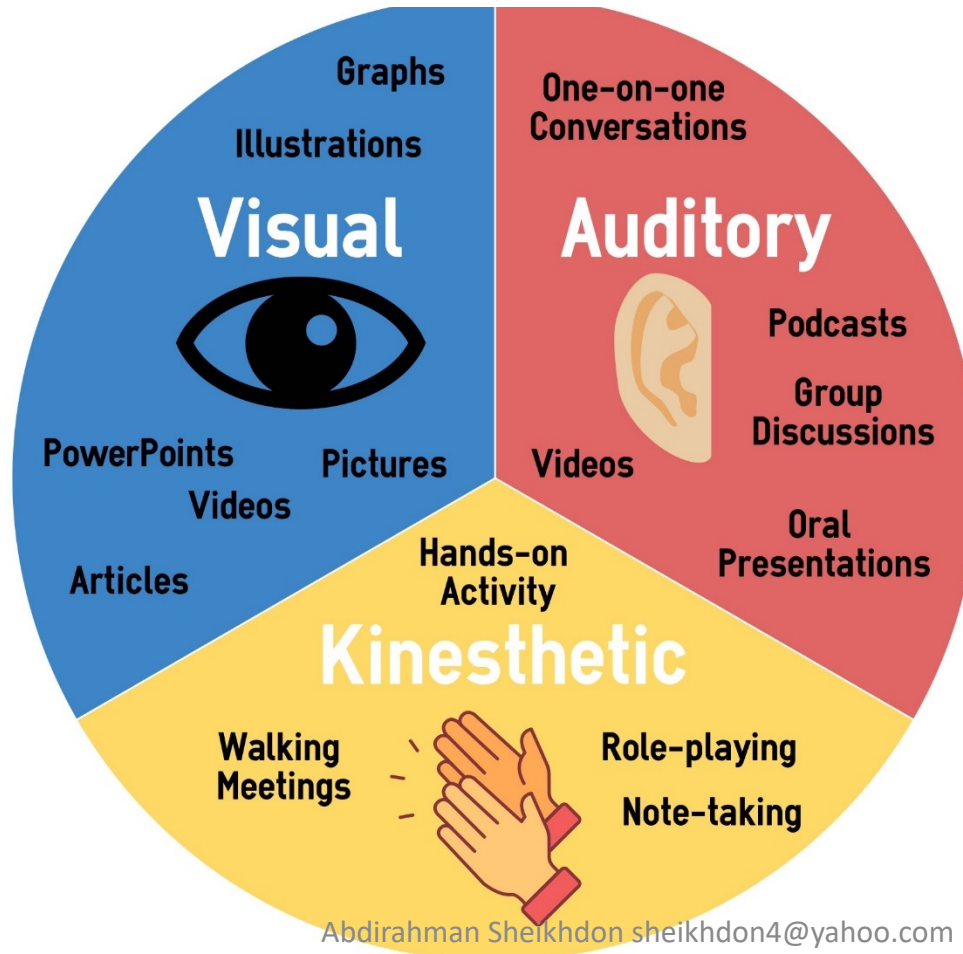 Graphs
Illustrations
Visual
PowerPoints
Pictures
Videos
Articles
One-on-one
Conversations
Auditory
Podcasts
Group
Discussions
Videos
Oral
Presentations
Hands-on
Activity
Kinesthetic
Walking
Meetings
Role-playing
Note-taking
Abdirahman Sheikhdon sheikhdon4@yahoo.com